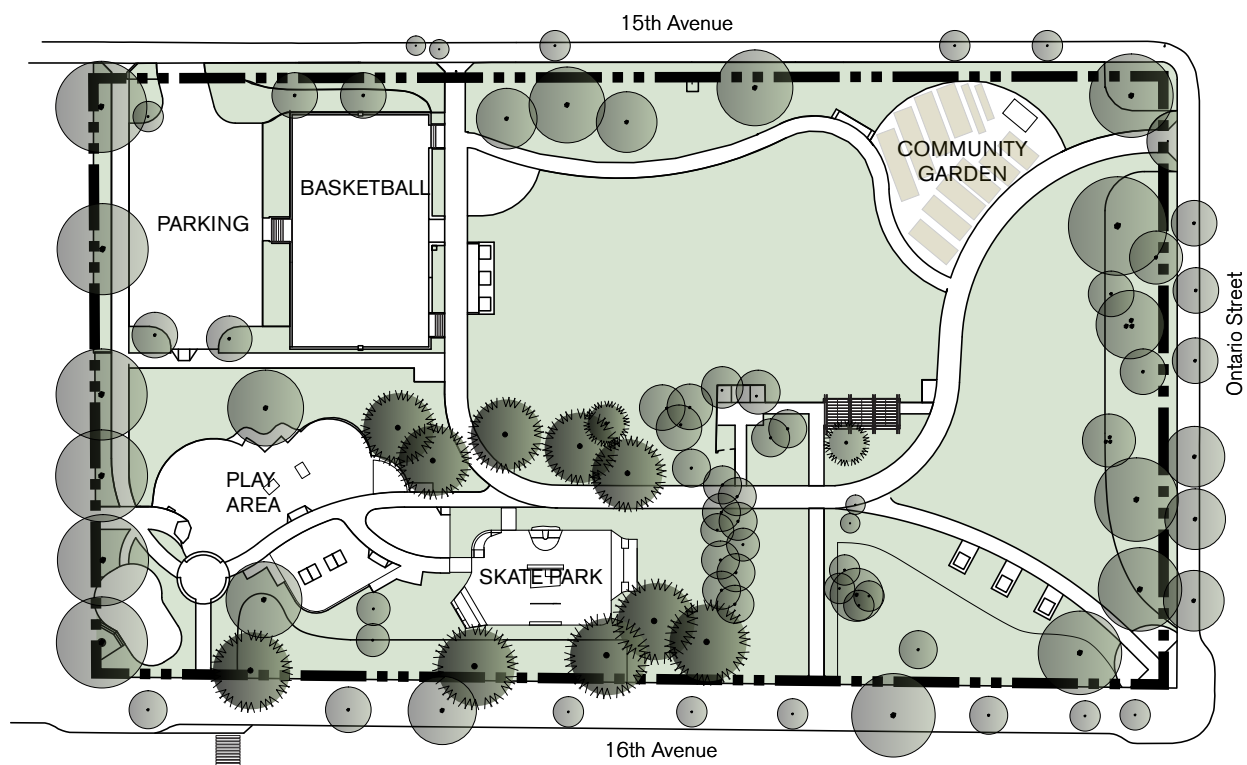 15th Avenue
COMMUNITY
GARDEN
BASKETBALL
PARKING
Ontario Street
PLAY
AREA
SKATE PARK
16th Avenue